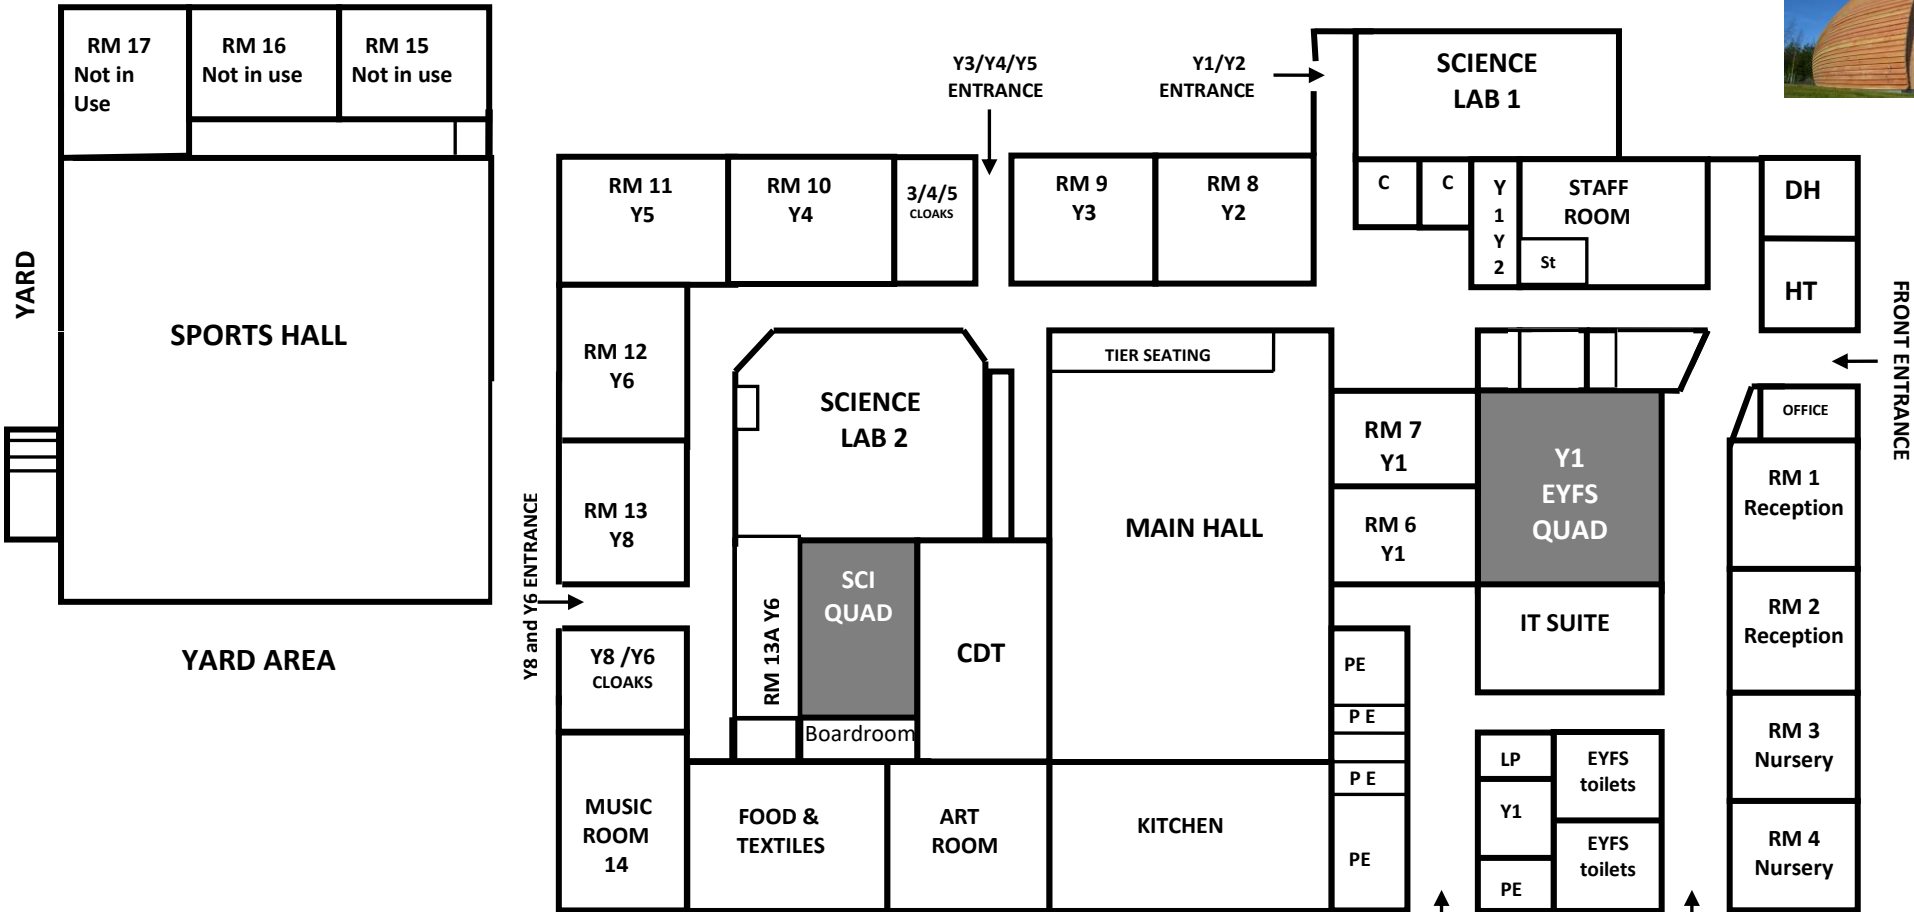 RM 17
Not in
Use
RM 16
Not in use
RM 15
Not in use
Y3/Y4/Y5
ENTRANCE
Y1/Y2
ENTRANCE
SCIENCE
LAB 1
RM 11
Y5
RM 10
Y4
3/4/5
CLOAKS
RM 9
Y3
RM 8
Y2
C
C
Y
1
Y
2
STAFF
ROOM
St
DH
HT
YARD
SPORTS HALL
FRONT ENTRANCE
RM 12
Y6
SCIENCE
LAB 2
TIER SEATING
MAIN HALL
RM 7
Y1
Y1
EYFS
QUAD
OFFICE
RM 1
Reception
RM 13
Y8
RM 6
Y1
Y8 and Y6 ENTRANCE
SCI
QUAD
RM 13A Y6
CDT
IT SUITE
RM 2
Reception
YARD AREA
Y8 /Y6
CLOAKS
PE
P E
Boardroom
RM 3
Nursery
LP
EYFS
toilets
P E
MUSIC
ROOM
14
FOOD &
TEXTILES
ART
ROOM
KITCHEN
Y1
PE
EYFS
toilets
RM 4
Nursery
PE